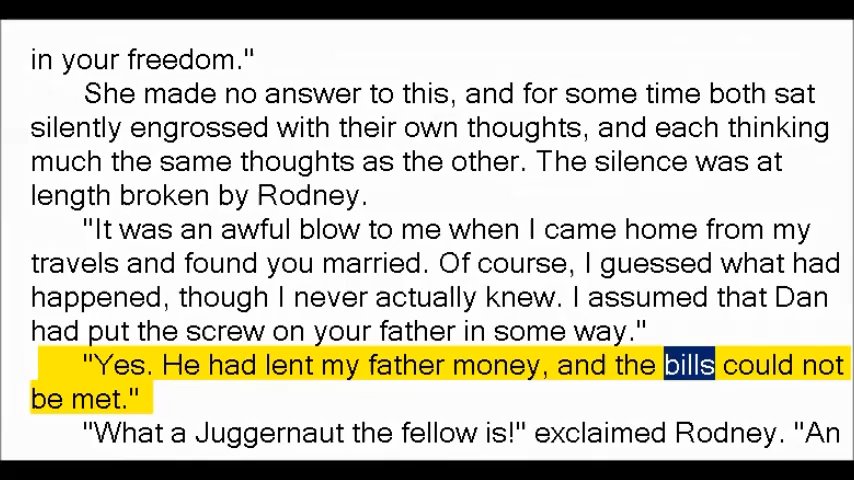 in your freedom."
She made no answer to this, and for some time both sat
silently engrossed with their own thoughts, and each thinking
much the same thoughts as the other. The silence was at
length broken by Rodney.
"It was an awful blow to me when I came home from my
travels and found you married. Of course, I guessed what had
happened, though I never actually knew. I assumed that Dan
had put the screw on your father in some way."
"Yes. He had lent my father money, and the bills could not
be met."
"What a Juggernaut the fellow is!" exclaimed Rodney. "An